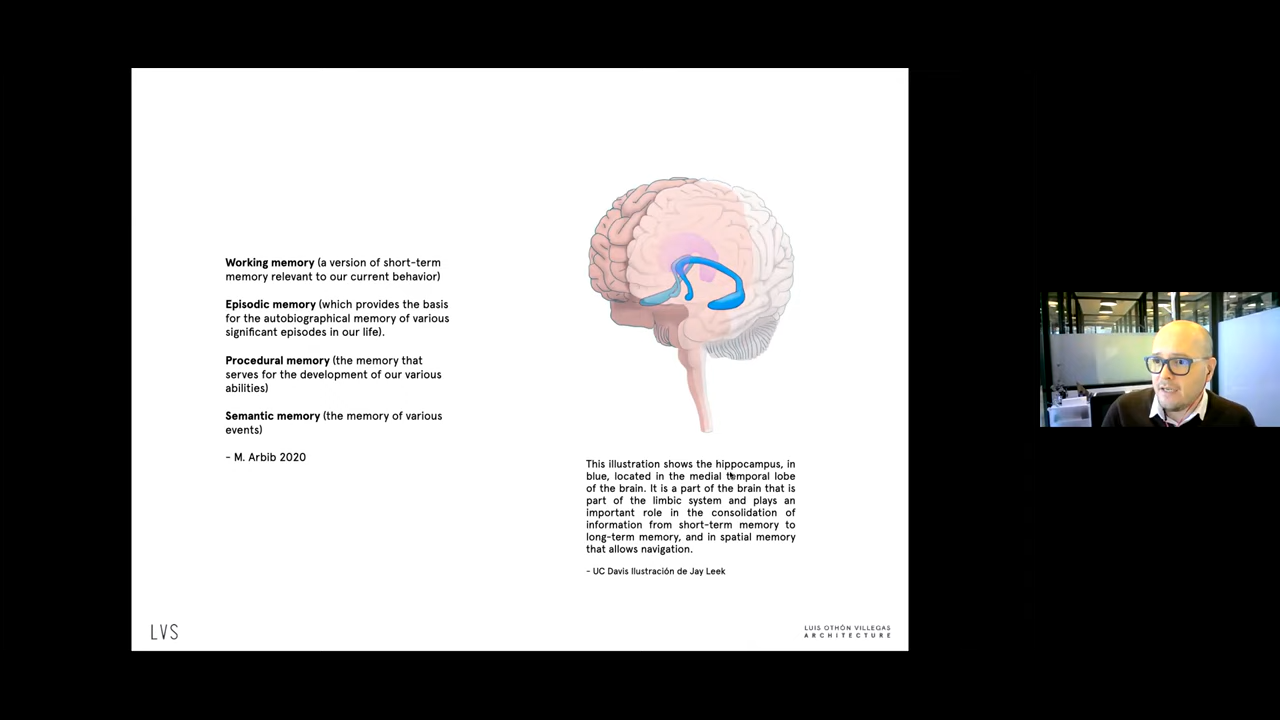 Working memory (a version of short-term
memory relevant to our current behavior)
Episodic memory (which provides the basis
for the autobiographical memory of various
significant episodes in our life).
Procedural memory (the memory that
serves for the development of our various
abilities)
Semantic memory (the memory of various
events)
- M. Arbib 2020
This illustration shows the hippocampus, in
blue, located in the medial temporal lobe
of the brain. It is a part of the brain that is
part of the limbic system and plays an
important role in the consolidation of
information from short-term memory to
long-term memory, and in spatial memory
that allows navigation.
- UC Davis Ilustración de Jay Leek
LVS
LUIS OTHÓN VILLEGAS
ARCHITECTURE